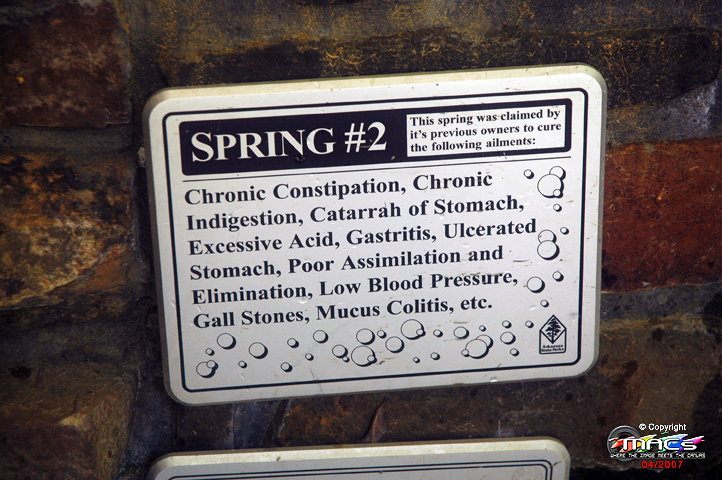 SPRING #2
This spring was claimed by
it's previous owners to cure
the following ailments:
Chronic Constipation, Chronic
Indigestion, Catarrah of Stomach,
Excessive Acid, Gastritis, Ulcerated
Stomach, Poor Assimilation and
Elimination, Low Blood Pressure,
Gall Stones, Mucus Colitis, etc.
Arkansas
State Parks
© Copyright
MACS
WHERE THE IMAGE MEETS THE CANVAS
04/2007